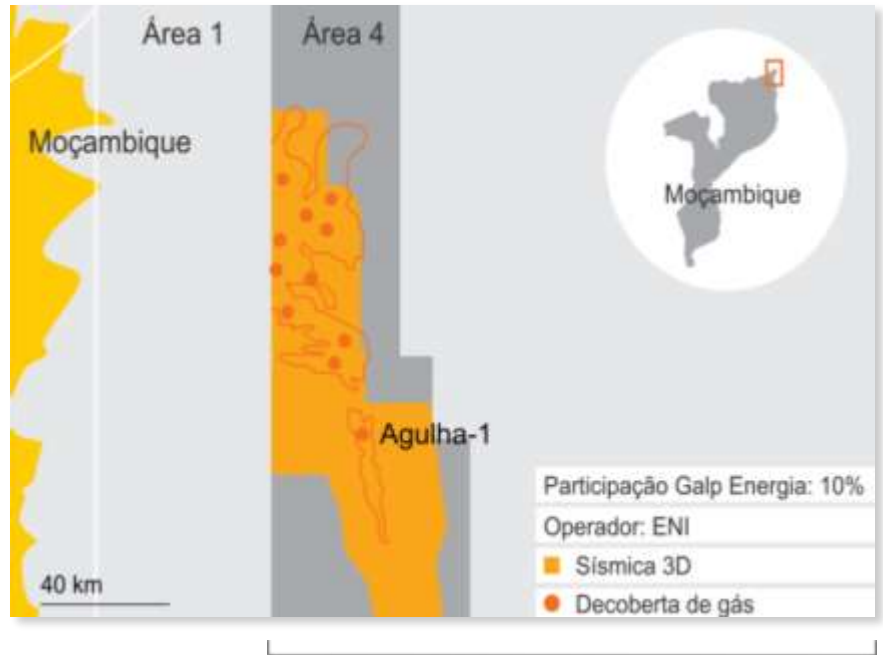 Área 1
Área 4
Moçambique
Moçambique
Agulha-1
Participação Galp Energia: 10%
Operador: ENI
Sísmica 3D
Decoberta de gás
40 km